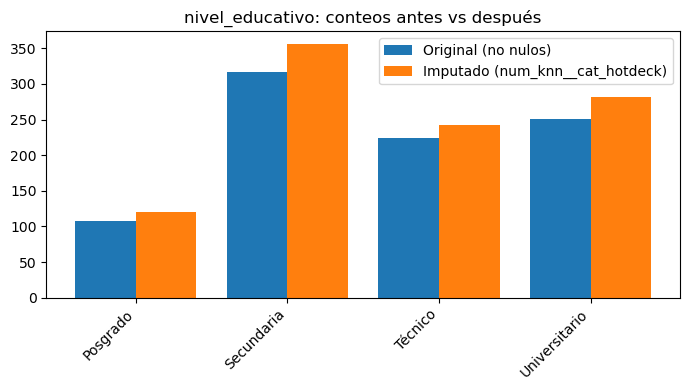 nivel_educativo: conteos antes vs después
Original (no nulos)
Imputado (num_knn__cat_hotdeck)
350
300
250
200
150
100
50
0
Posgrado
Secundaria
Técnico
Universitario